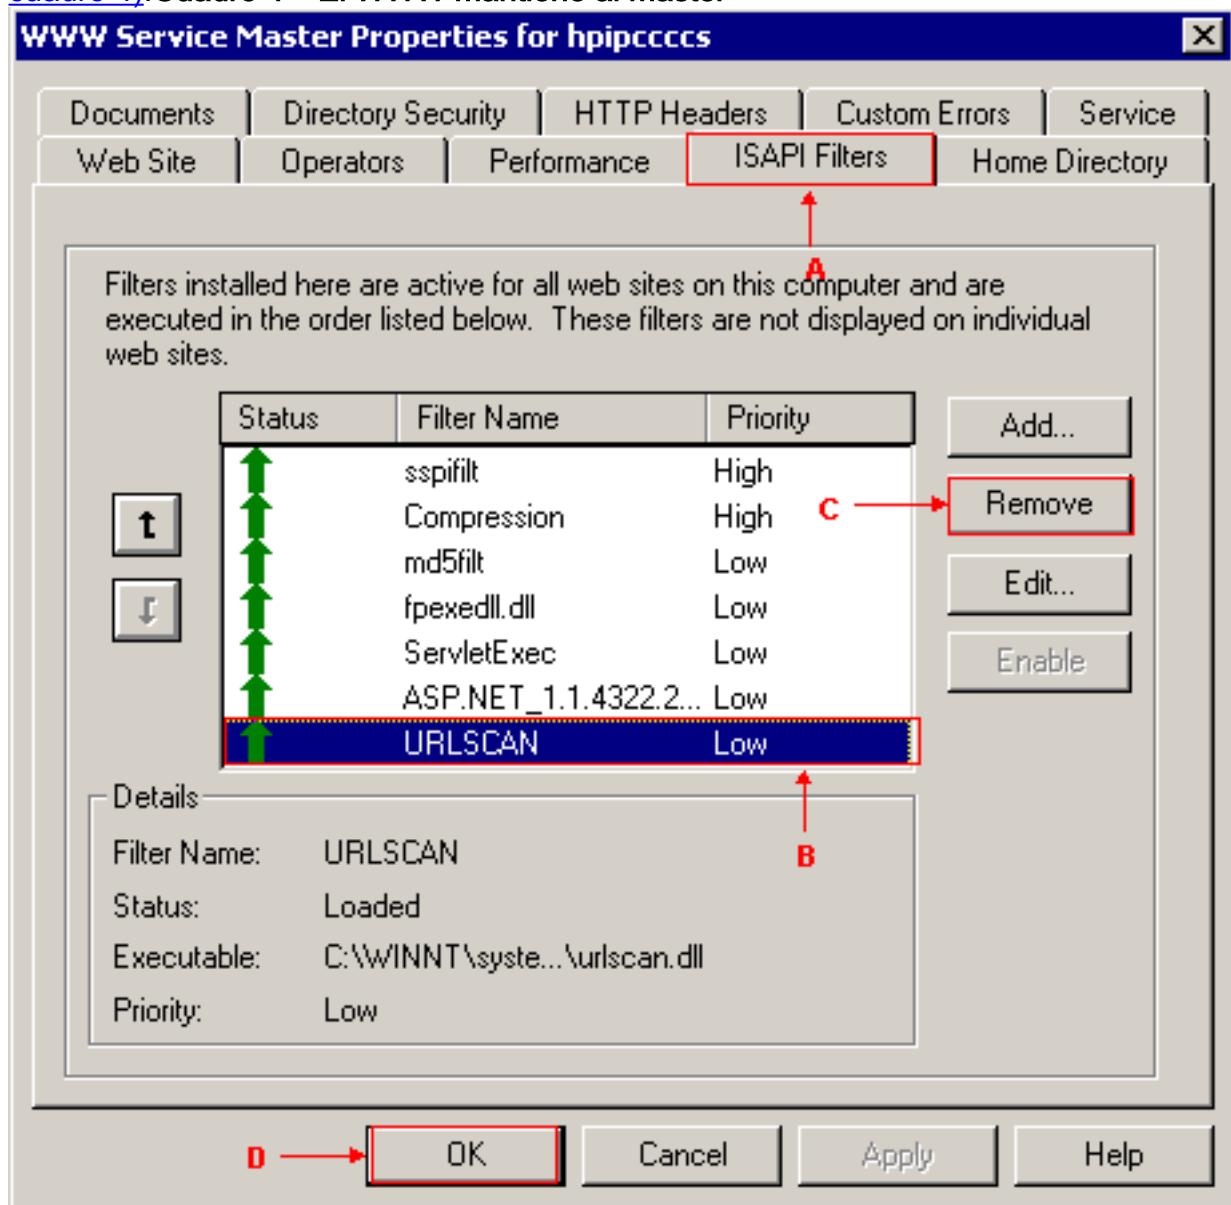 WWW Service Master Properties for hpipccccs
Documents Directory Security HTTP Headers Custom Errors Service
Web Site Operators Performance ISAPI Filters Home Directory
A
Filters installed here are active for all web sites on this computer and are
executed in the order listed below. These filters are not displayed on individual
web sites.
Status Filter Name Priority
sspifilt High
Compression High
md5filt Low
fpexedll.dll Low
ServletExec Low
ASP.NET_1.1.4322.2... Low
URLSCAN Low
Add...
C Remove
Edit...
Enable
B
Details
Filter Name: URLSCAN
Status: Loaded
Executable: C:\WINNT\syste...\urlscan.dll
Priority: Low
D OK Cancel Apply Help